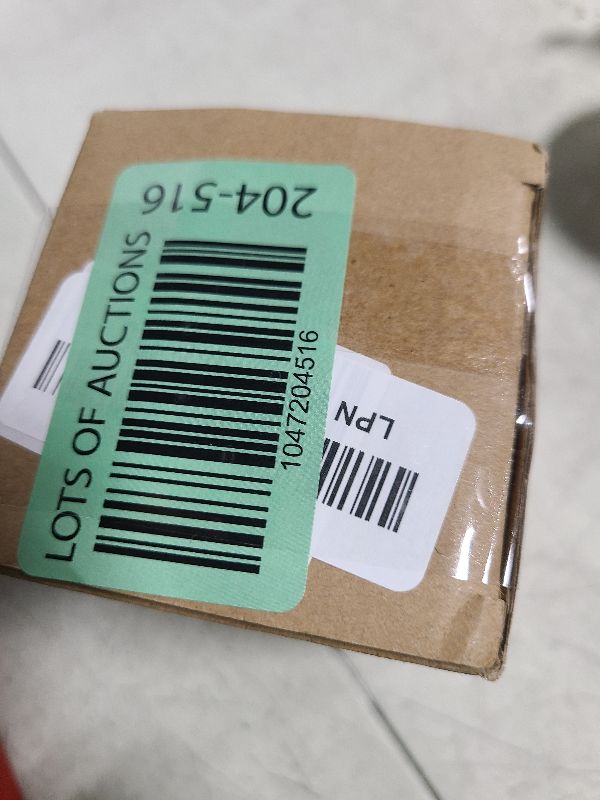 204-516
LOTS OF AUCTIONS
1047204516
LPN